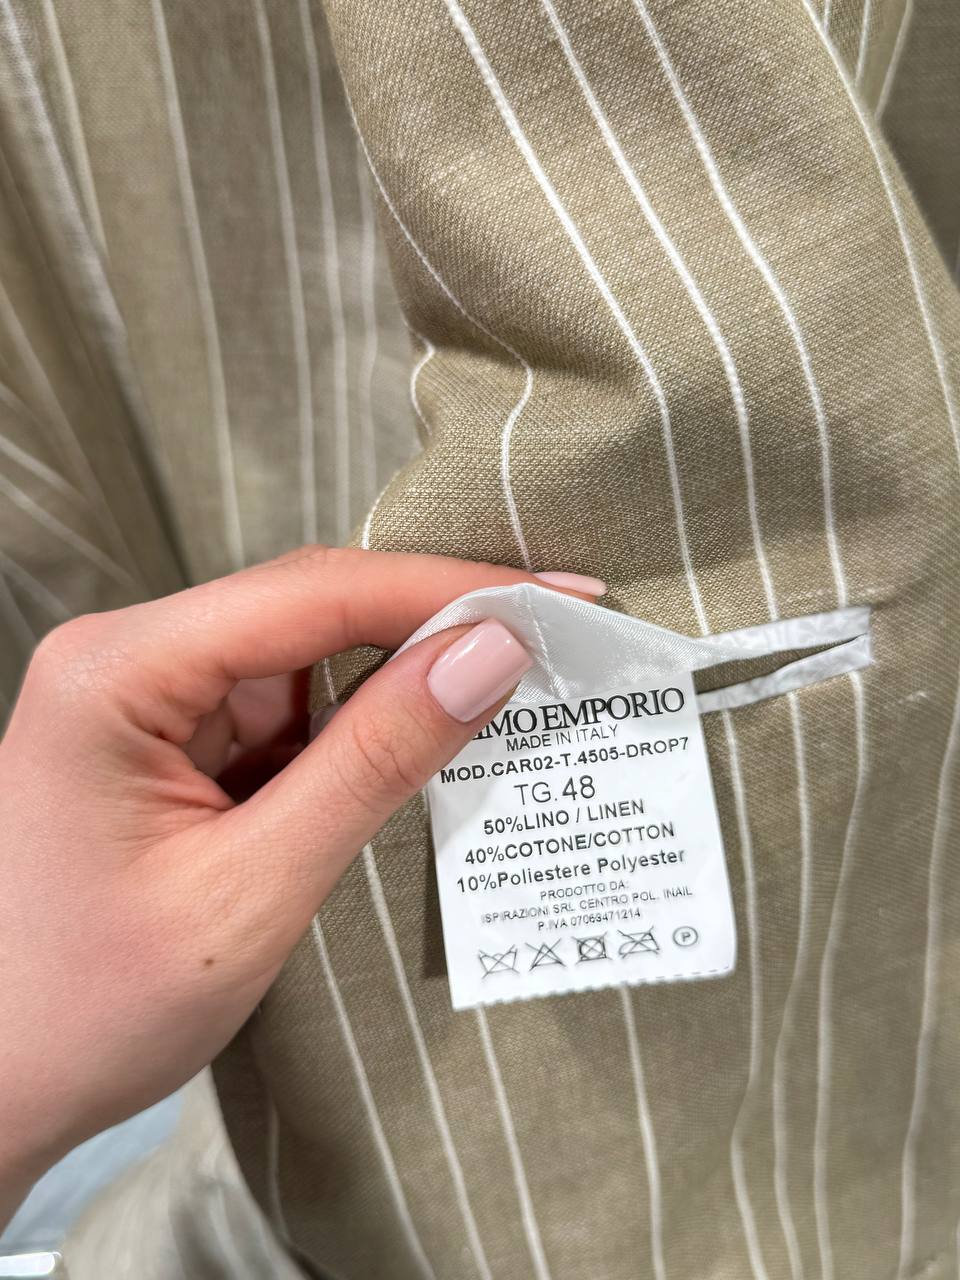 EMPORIO
MADE IN ITALY
MOD.CAR02-T.4505-DROP7
TG.48
50%LINO / LINEN
40%COTONE/COTTON
10%Poliestere Polyester
PRODOTTO DA:
ISPIRAZIONI SRL CENTRO POL. INAIL
P.IVA 07063471214
P